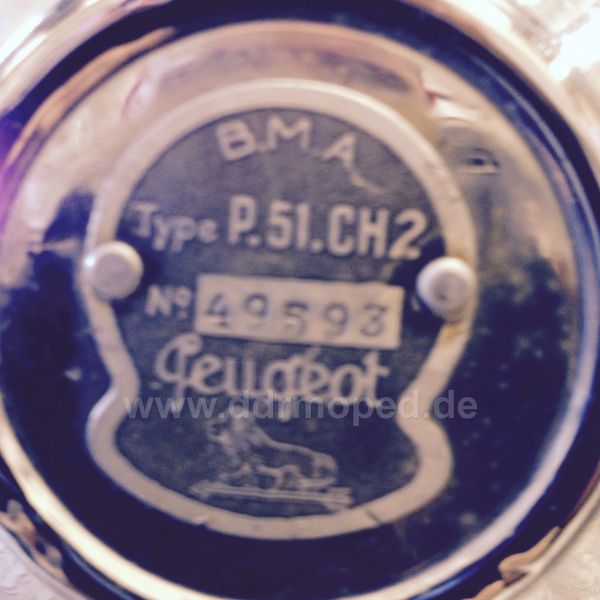 B.M.A
Type P.51.CH2
No 49593
Peugeot
www.ddrmoped.de